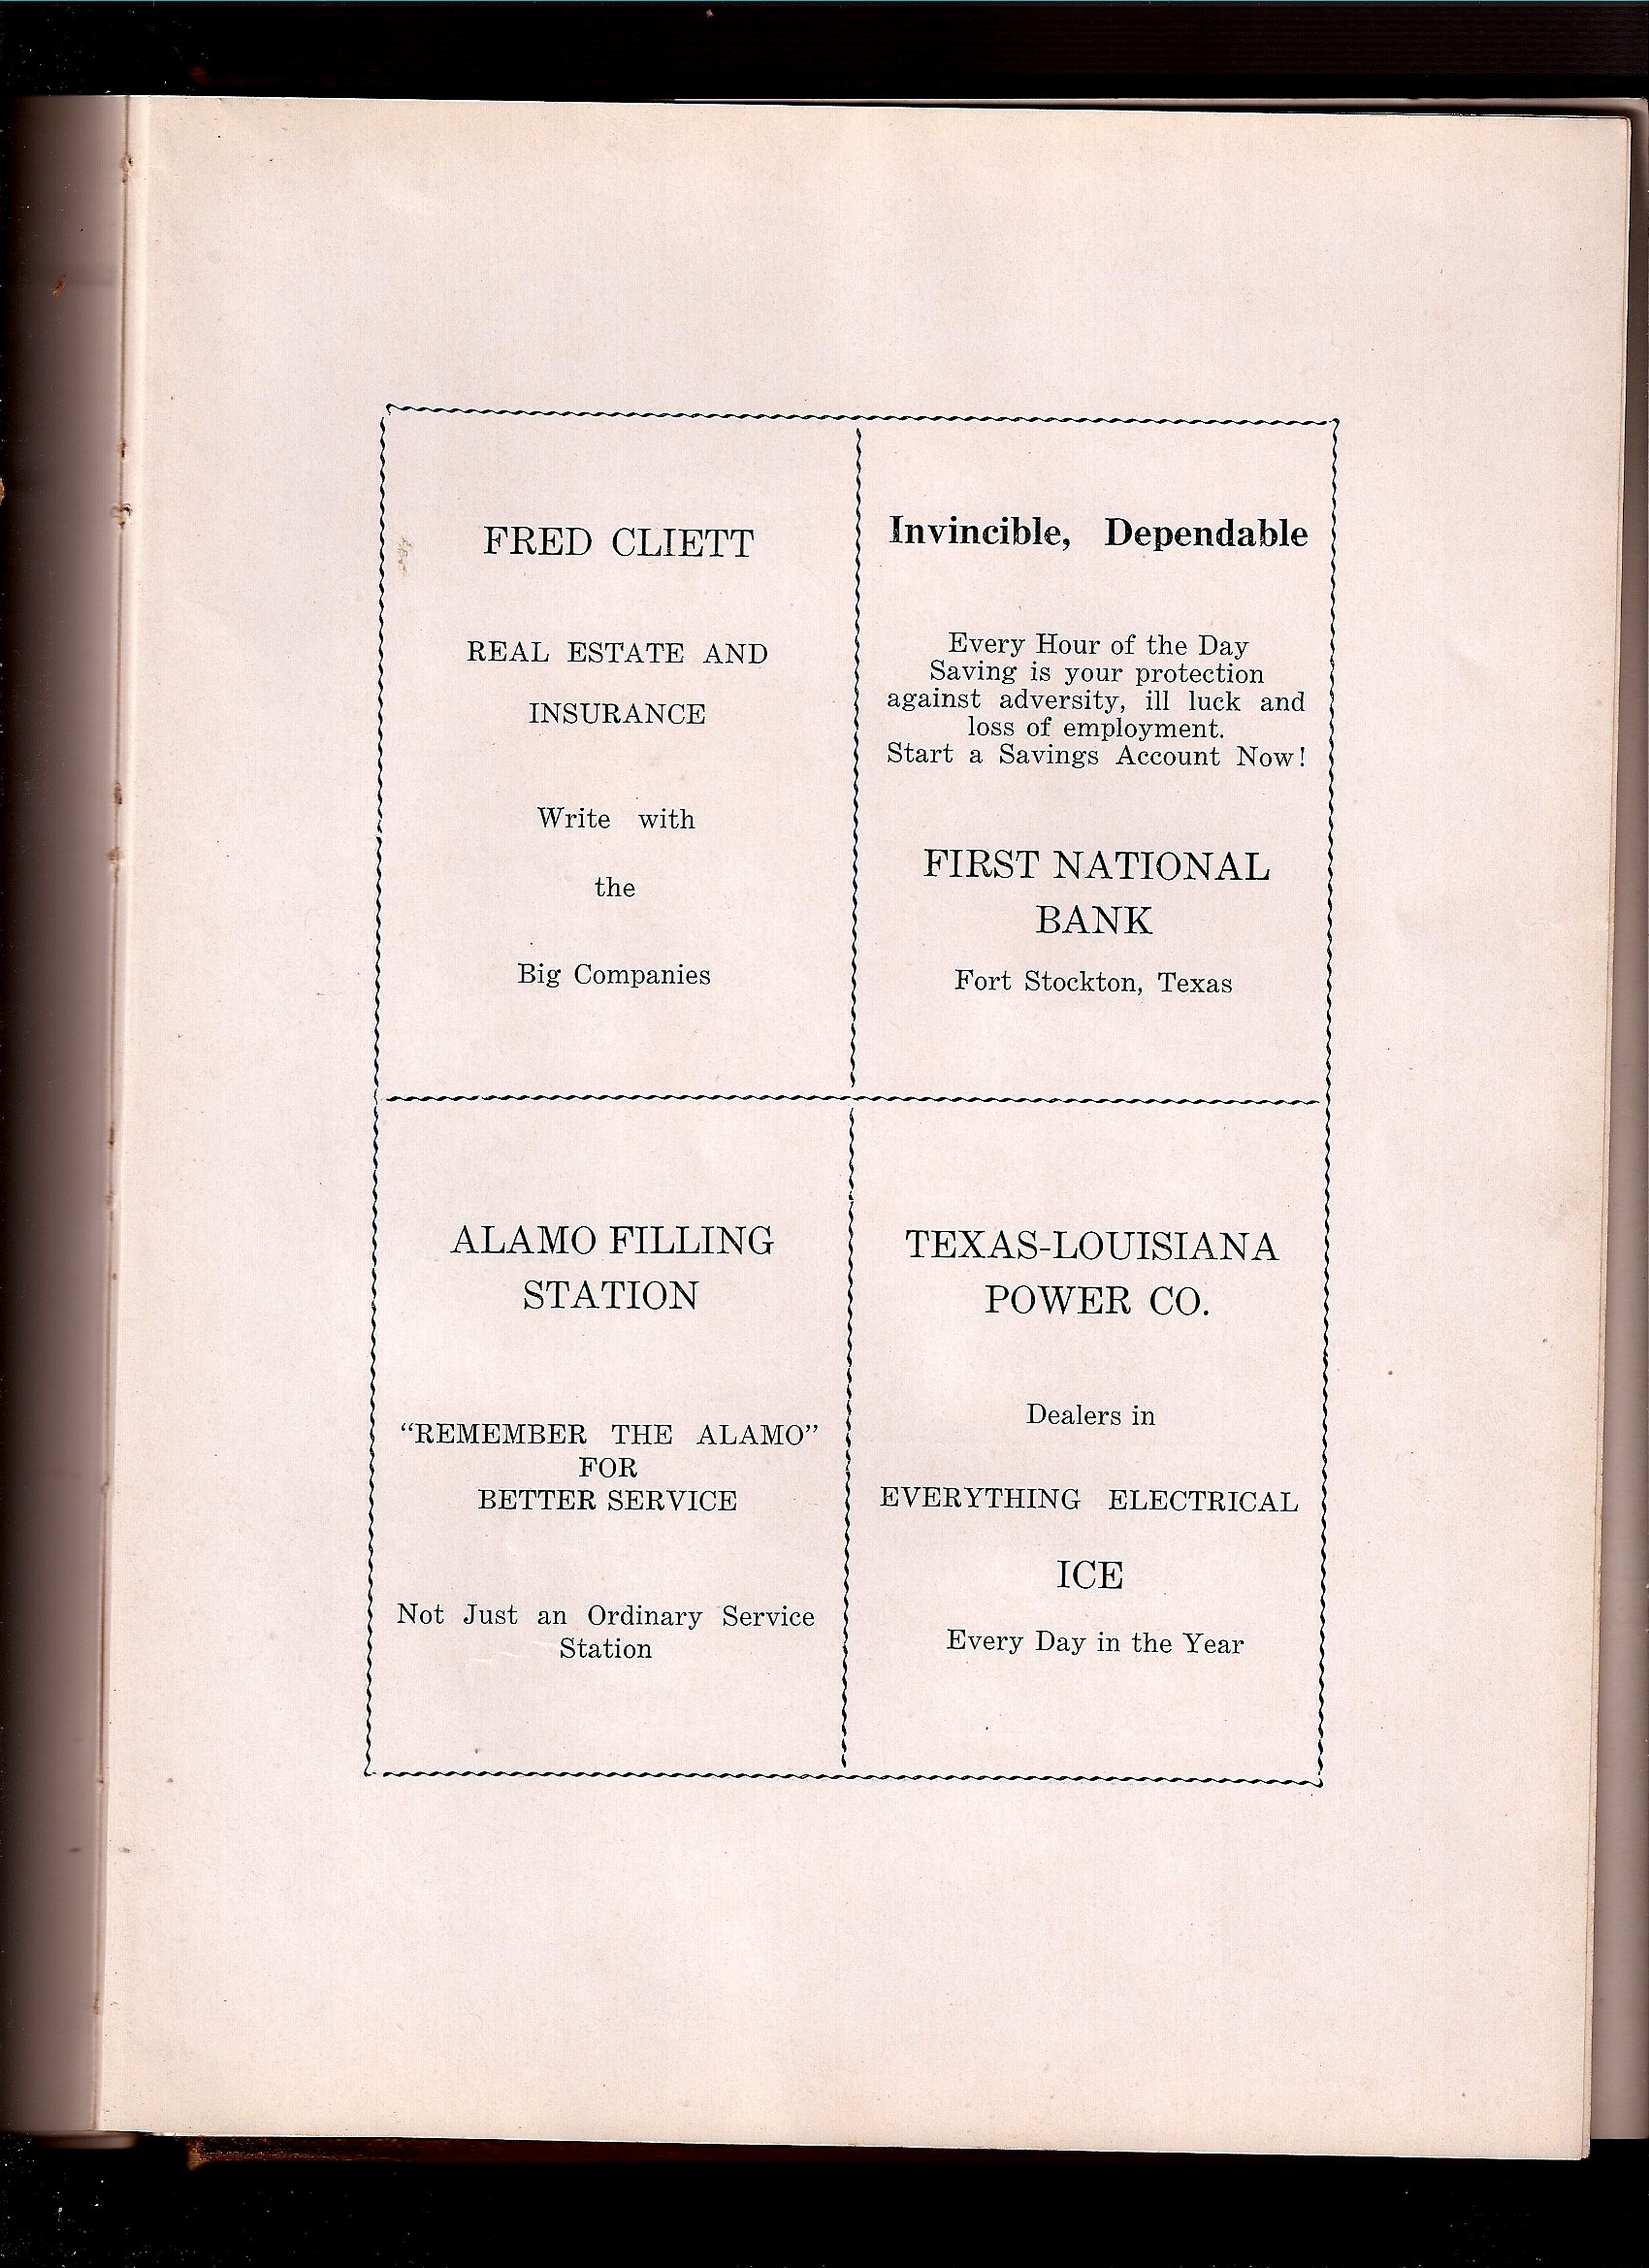 FRED CLIETT
REAL ESTATE AND
INSURANCE
Write with
the
Big Companies
Invincible, Dependable
Every Hour of the Day
Saving is your protection
against adversity, ill luck and
loss of employment.
Start a Savings Account Now!
FIRST NATIONAL
BANK
Fort Stockton, Texas
ALAMO FILLING
STATION
“REMEMBER THE ALAMO”
FOR
BETTER SERVICE
Not Just an Ordinary Service
Station
TEXAS-LOUISIANA
POWER CO.
Dealers in
EVERYTHING ELECTRICAL
ICE
Every Day in the Year